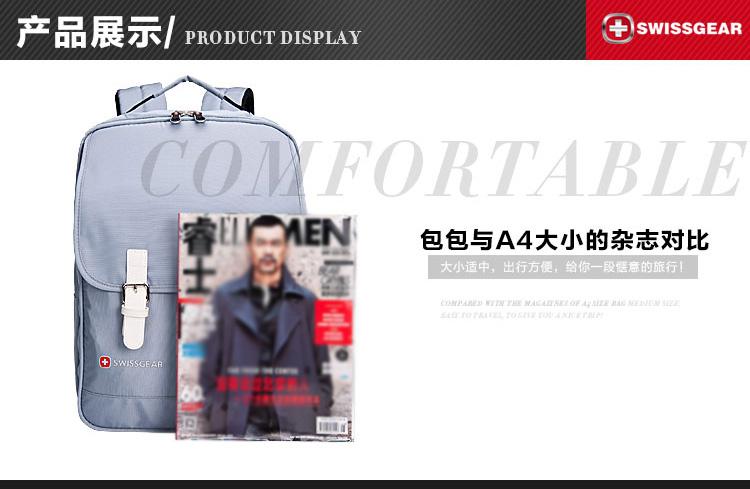 产品展示/ PRODUCT DISPLAY
SWISSGEAR
COMFORTABLE
包包与A4大小的杂志对比
大小适中，出行方便，给你一段惬意的旅行！
COMPARED WITH THE MAGAZINES OF A4 SIZE BAG MEDIUM SIZE,
EASY TO TRAVEL, TO GIVE YOU A NICE TRIP!
睿士
ELLEMEN
60
SWISSGEAR